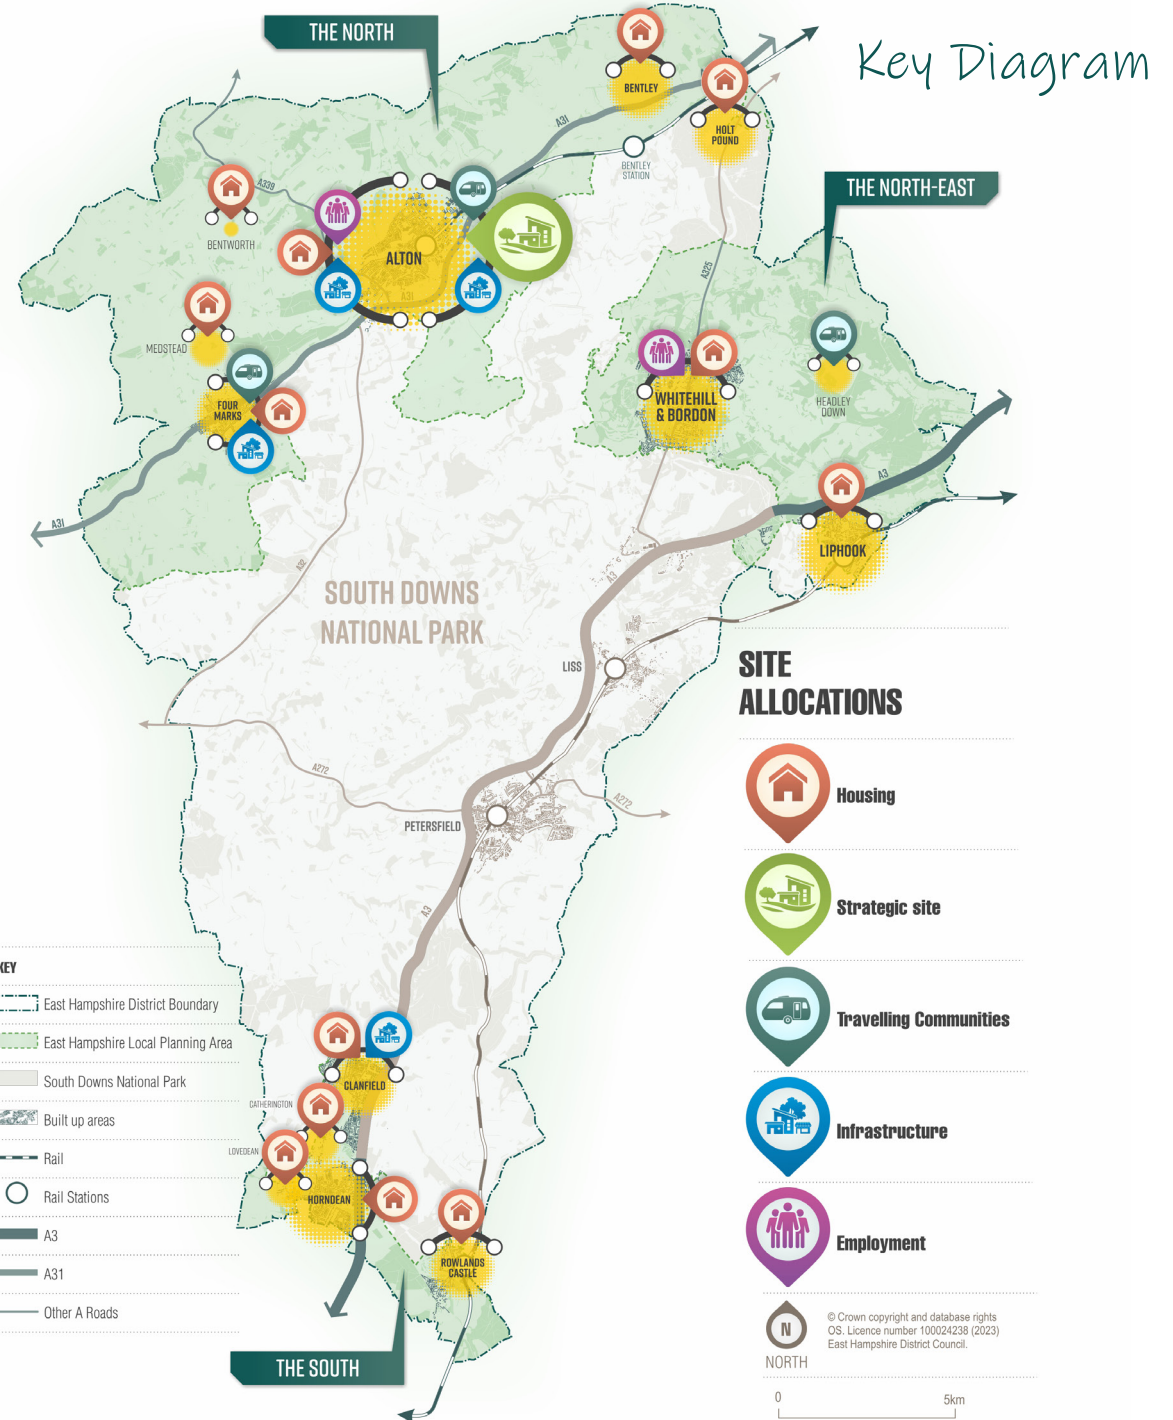 Key Diagram
THE NORTH
BENTLEY
HOLT
POUND
A31
BENTLEY
STATION
THE NORTH-EAST
A339
BENTWORTH
ALTON
A31
A325
MEDSTEAD
FOUR
MARKS
WHITEHILL
& BORDON
HEADLEY
DOWN
A3
A31
LIPHOOK
A32
SOUTH DOWNS
NATIONAL PARK
A3
LISS
A272
A272
PETERSFIELD
A3
SITE
ALLOCATIONS
Housing
Strategic site
Travelling Communities
Infrastructure
Employment
N
NORTH
© Crown copyright and database rights
OS. Licence number 100024238 (2023)
East Hampshire District Council.
0 5km
KEY
East Hampshire District Boundary
East Hampshire Local Planning Area
South Downs National Park
Built up areas
Rail
Rail Stations
A3
A31
Other A Roads
CLANFIELD
CATHERINGTON
LOVEDEAN
HORNDEAN
ROWLANDS
CASTLE
THE SOUTH